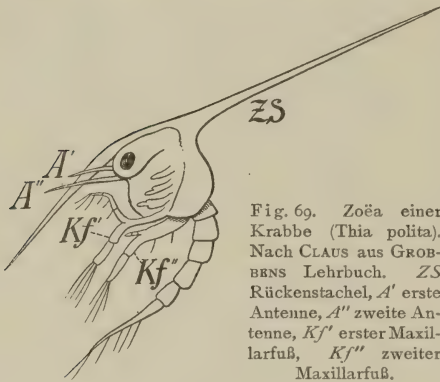 ZS
A'
A"
Kf'
Kf"
Fig. 69. Zoëa einer
Krabbe (Thia polita).
Nach CLAUS aus GROB-
BENS Lehrbuch. ZS
Rückenstachel, A' erste
Antenne, A" zweite An-
tenne, Kf' erster Maxil-
larfuß, Kf" zweiter
Maxillarfuß.